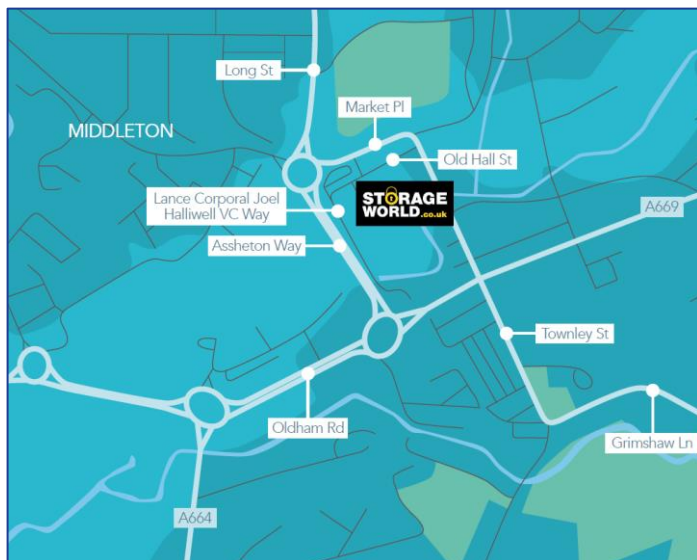 Long St
Market Pl
MIDDLETON
Old Hall St
Lance Corporal Joel
Halliwell VC Way
STORAGE
WORLD.co.uk
A669
Assheton Way
Townley St
Oldham Rd
Grimshaw Ln
A664